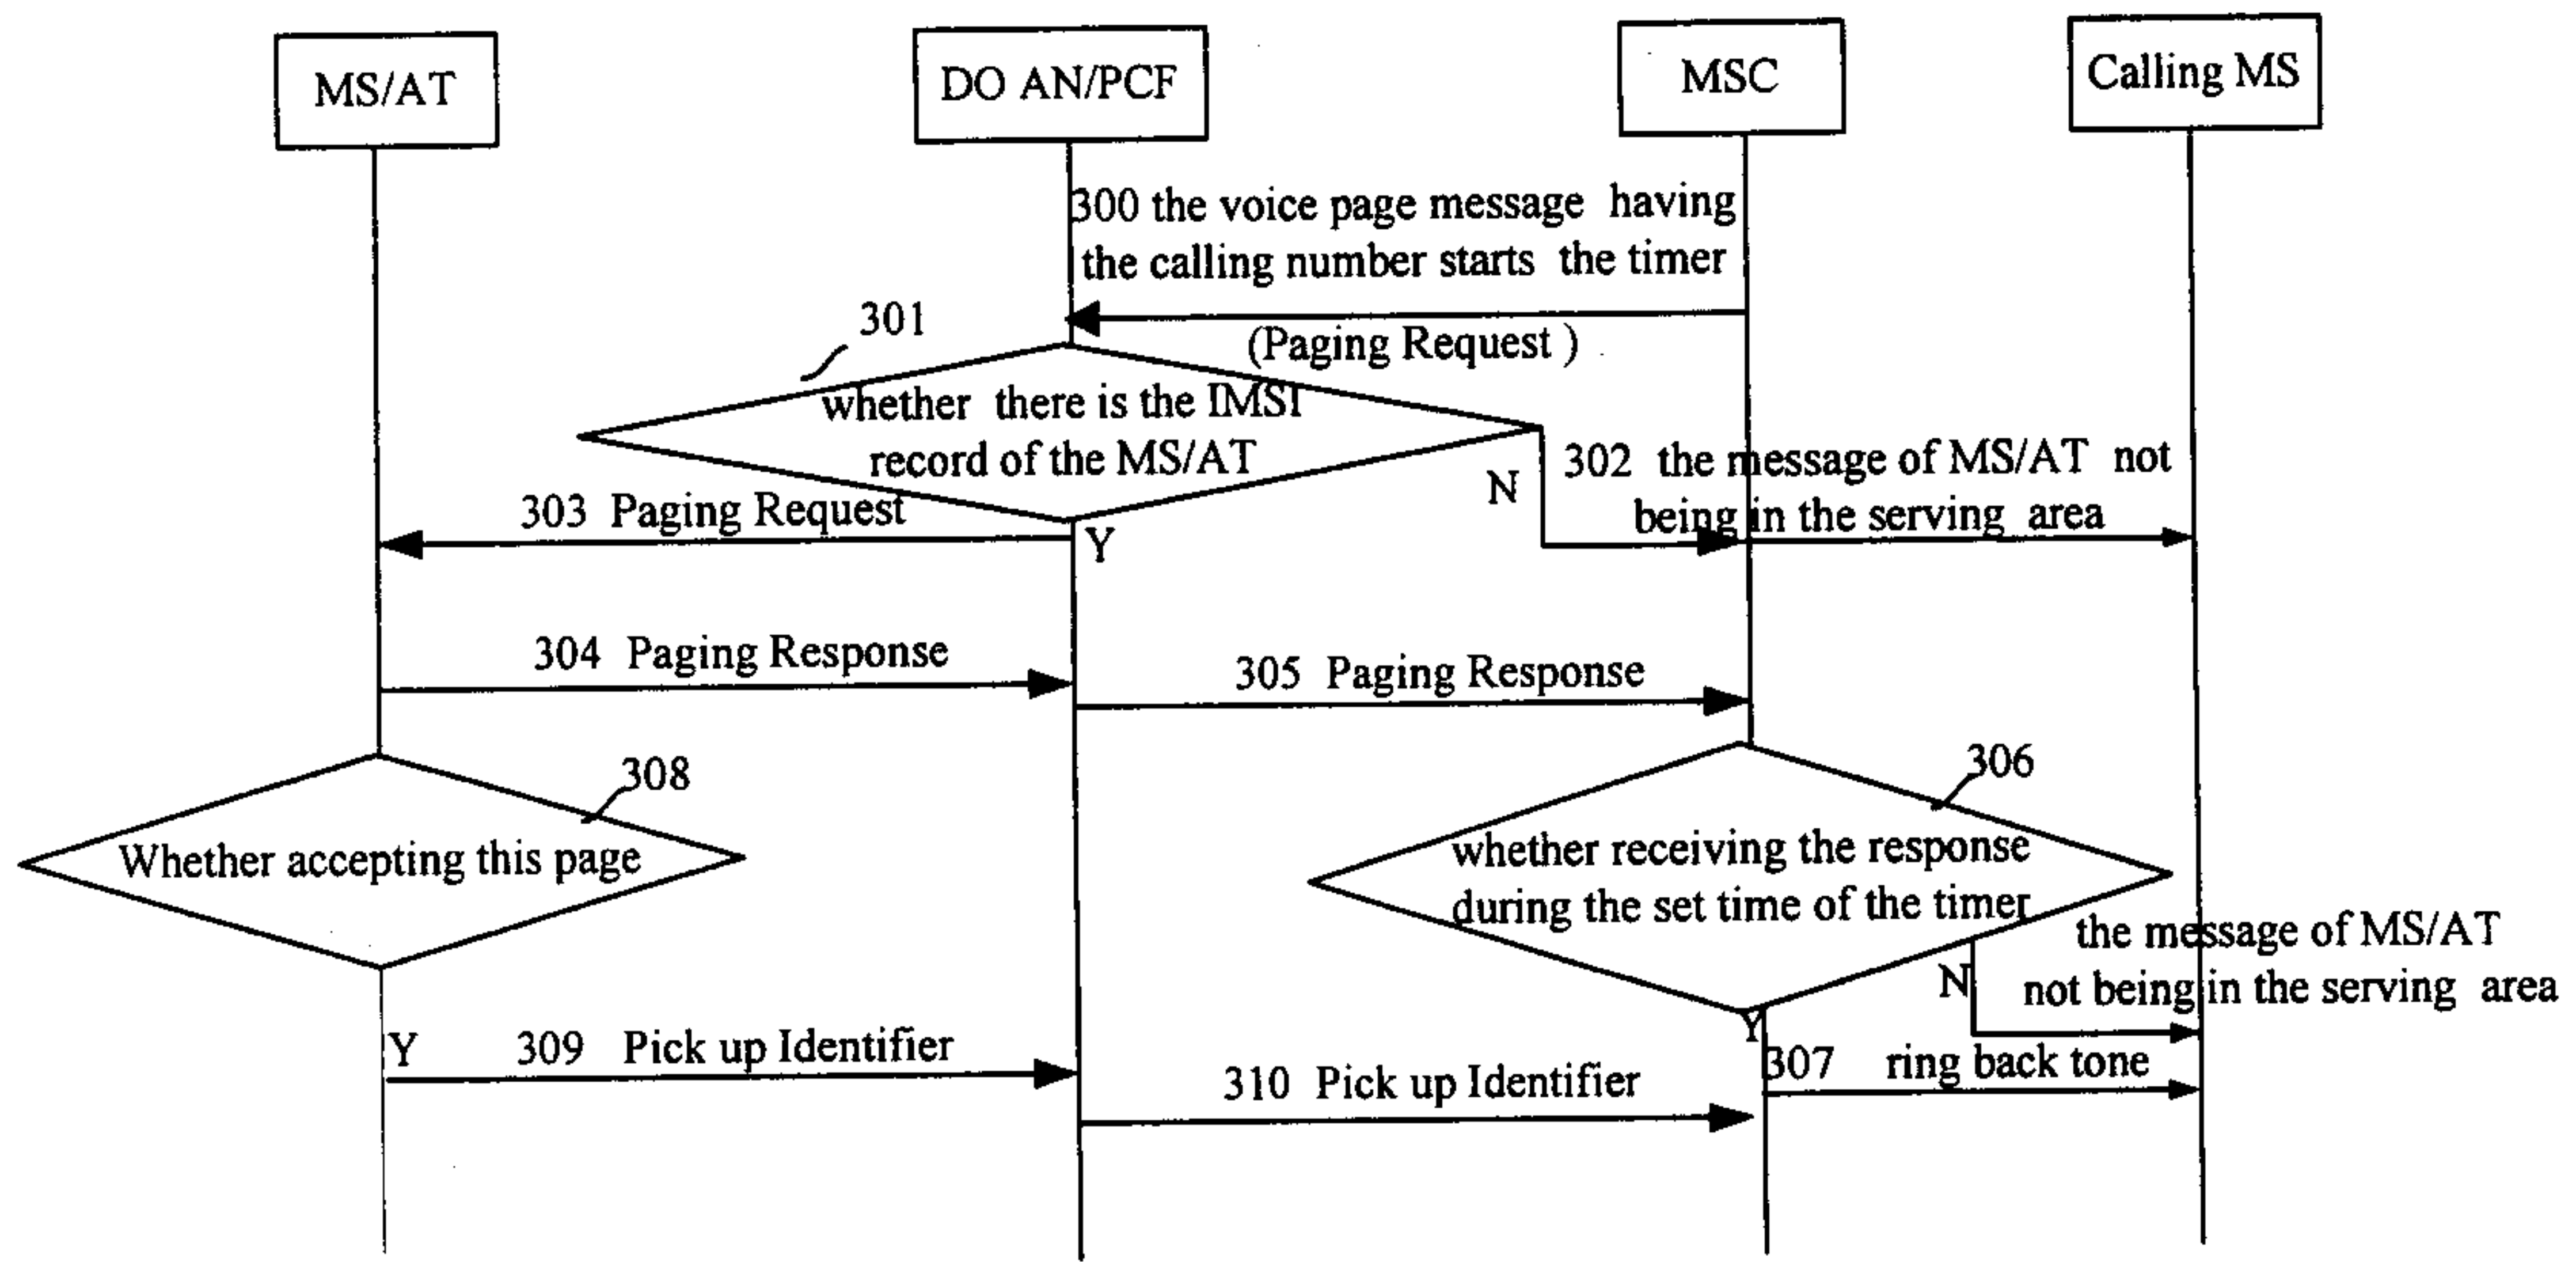 MS/AT
DO AN/PCF
MSC
Calling MS
300 the voice page message having
the calling number starts the timer
(Paging Request )
301
whether there is the IMSI
record of the MS/AT
N
302 the message of MS/AT not
being in the serving area
303 Paging Request
Y
304 Paging Response
305 Paging Response
308
Whether accepting this page
306
whether receiving the response
during the set time of the timer
N
the message of MS/AT
not being in the serving area
Y
309 Pick up Identifier
Y
307 ring back tone
310 Pick up Identifier